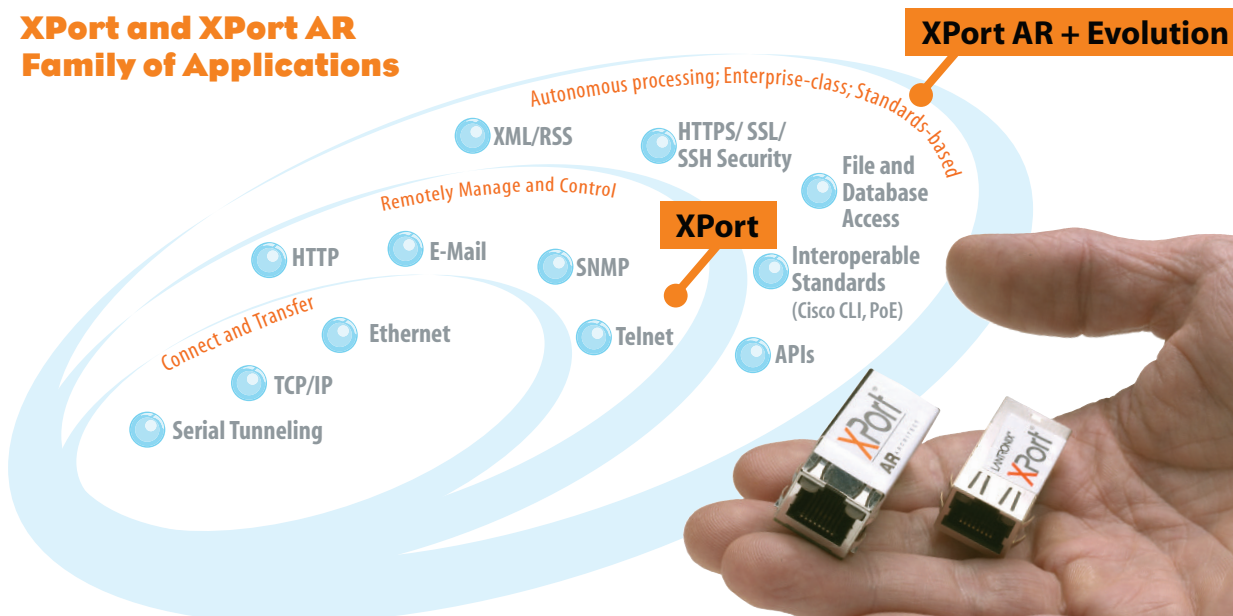 XPort and XPort AR
Family of Applications
XPort AR + Evolution
Autonomous processing; Enterprise-class; Standards-based
XML/RSS
HTTPS/ SSL/
SSH Security
File and
Database
Access
Remotely Manage and Control
XPort
HTTP
E-Mail
SNMP
Interoperable
Standards
(Cisco CLI, PoE)
Connect and Transfer
Ethernet
Telnet
APIs
TCP/IP
Serial Tunneling
XPort®
AR ARCHITECT
LANTRONIX®
XPort®